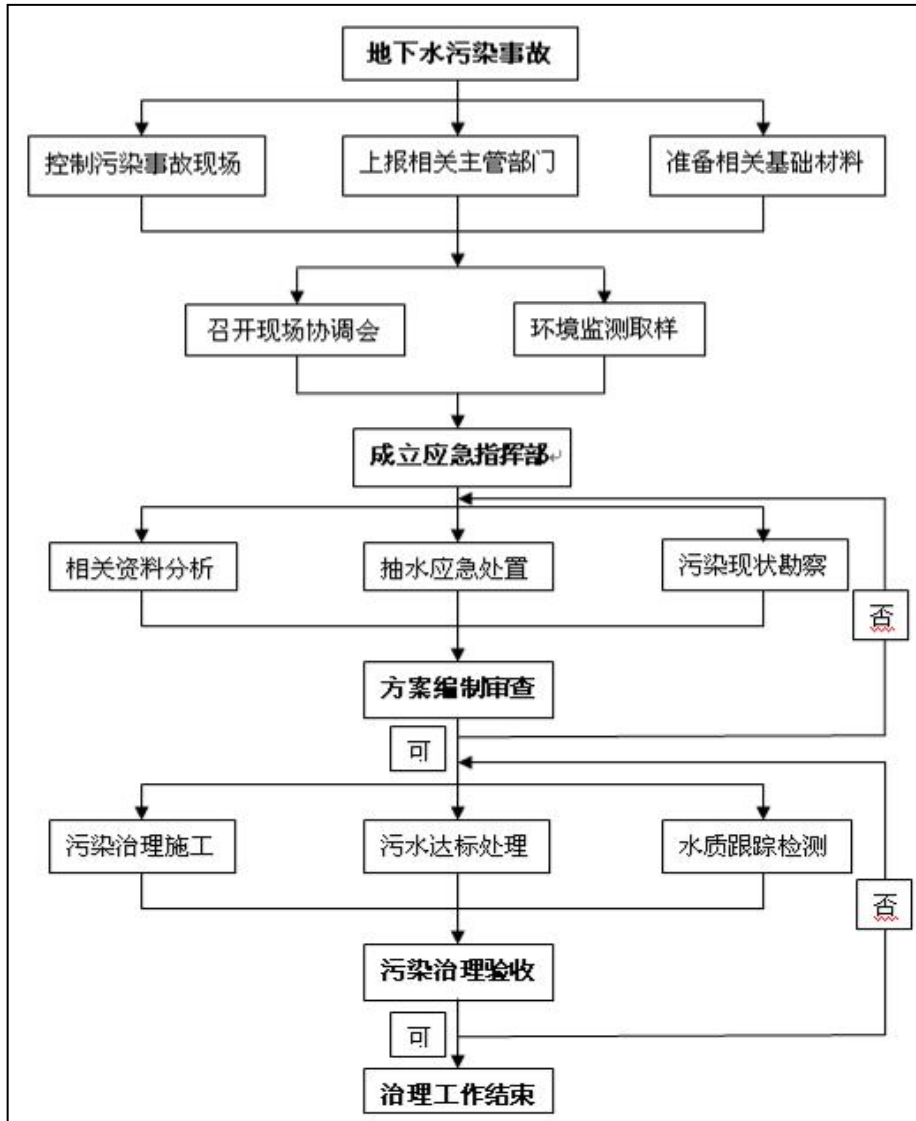 地下水污染事故
控制污染事故现场
上报相关主管部门
准备相关基础材料
召开现场协调会
环境监测取样
成立应急指挥部
相关资料分析
抽水应急处置
污染现状勘察
否
方案编制审查
可
污染治理施工
污水达标处理
水质跟踪检测
否
污染治理验收
可
治理工作结束